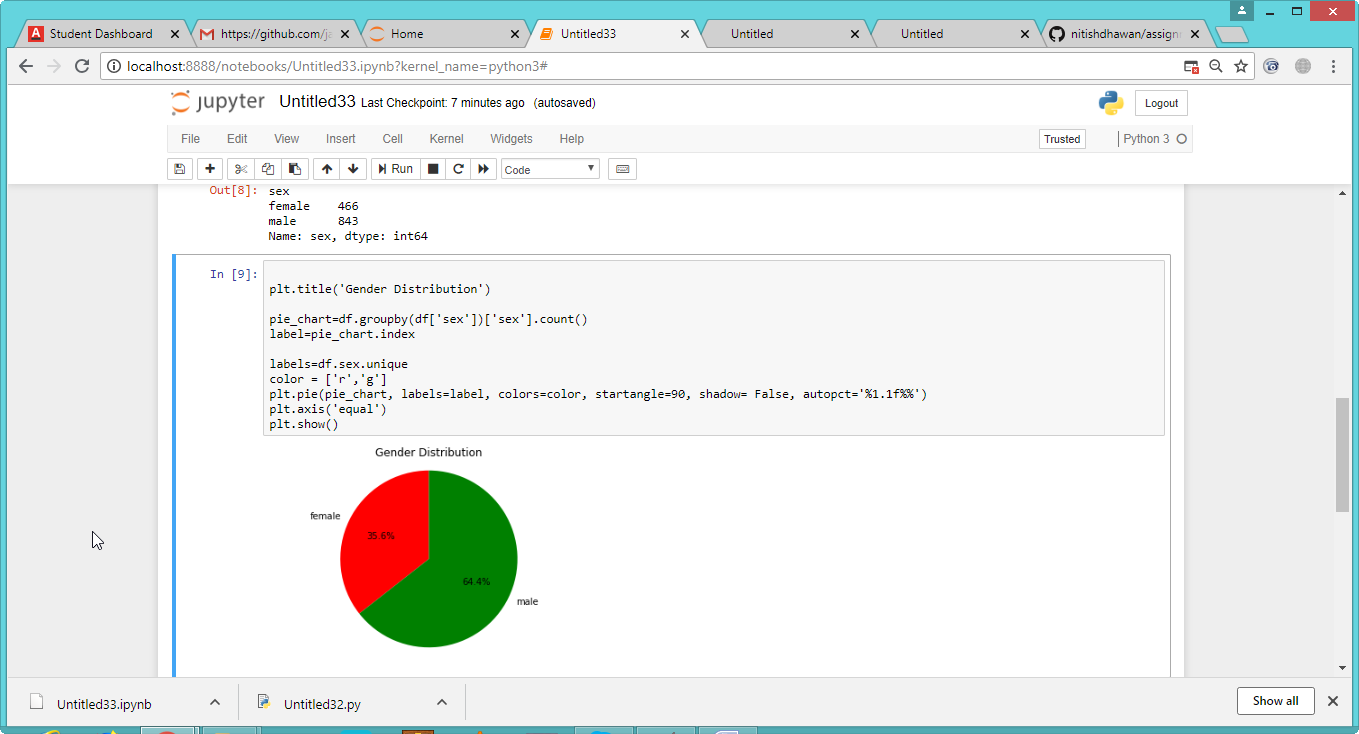 Student Dashboard
https://github.com/ja
Home
Untitled33
Untitled
Untitled
nitishdhawan/assign
localhost:8888/notebooks/Untitled33.ipynb?kernel_name=python3#
jupyter Untitled33 Last Checkpoint: 7 minutes ago (autosaved)
Logout
File Edit View Insert Cell Kernel Widgets Help
Trusted
Python 3
Run
Code
Out[8]: sex
female 466
male 843
Name: sex, dtype: int64
In [9]:
plt.title('Gender Distribution')
pie_chart=df.groupby(df['sex'])['sex'].count()
label=pie_chart.index
labels=df.sex.unique
color = ['r','g']
plt.pie(pie_chart, labels=label, colors=color, startangle=90, shadow= False, autopct='%1.1f%%')
plt.axis('equal')
plt.show()
Gender Distribution
female
35.6%
64.4%
male
Untitled33.ipynb
Untitled32.py
Show all